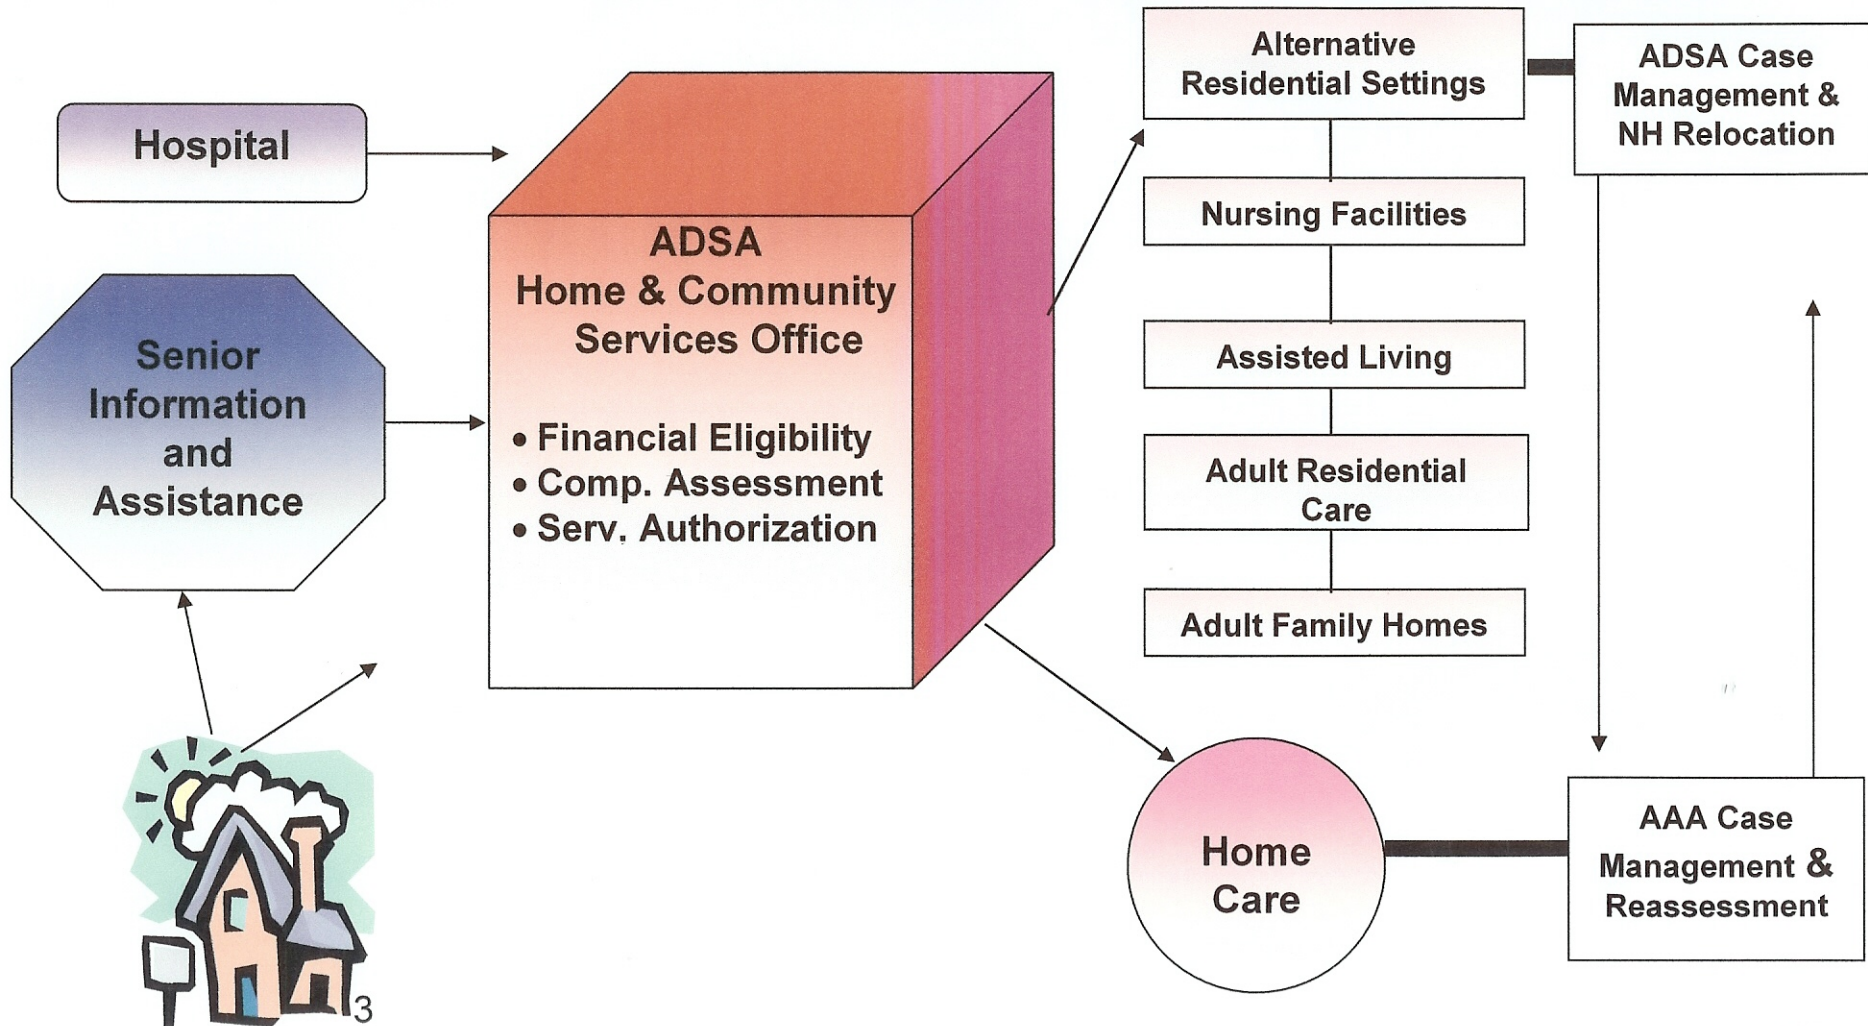 Hospital
Senior
Information
and
Assistance
3
ADSA
Home & Community
Services Office
• Financial Eligibility
• Comp. Assessment
• Serv. Authorization
Alternative
Residential Settings
Nursing Facilities
Assisted Living
Adult Residential
Care
Adult Family Homes
Home
Care
ADSA Case
Management &
NH Relocation
AAA Case
Management &
Reassessment